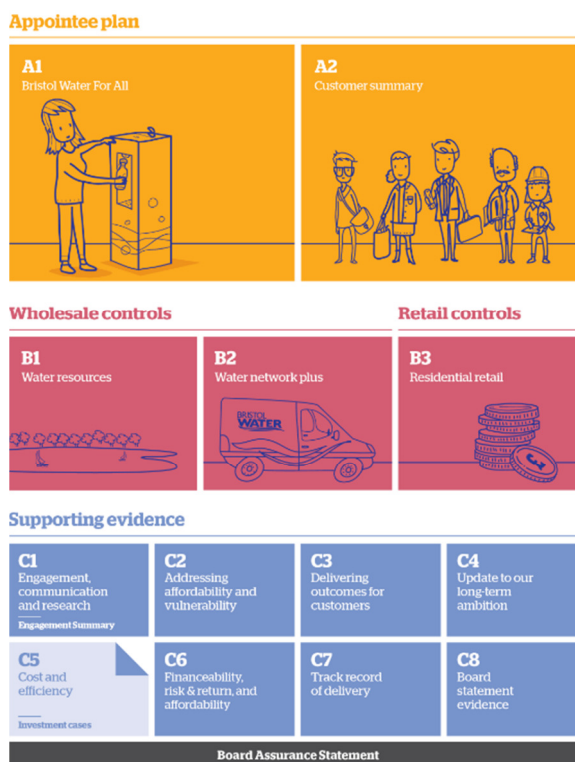 Appointee plan
A1
Bristol Water For All
A2
Customer summary
Wholesale controls
Retail controls
B1
Water resources
B2
Water network plus
BRISTOL
WATER
B3
Residential retail
Supporting evidence
C1
Engagement,
communication
and research
Engagement Summary
C2
Addressing
affordability and
vulnerability
C3
Delivering
outcomes for
customers
C4
Update to our
long-term
ambition
C5
Cost and
efficiency
Investment cases
C6
Financeability,
risk & return, and
affordability
C7
Track record
of delivery
C8
Board
statement
evidence
Board Assurance Statement